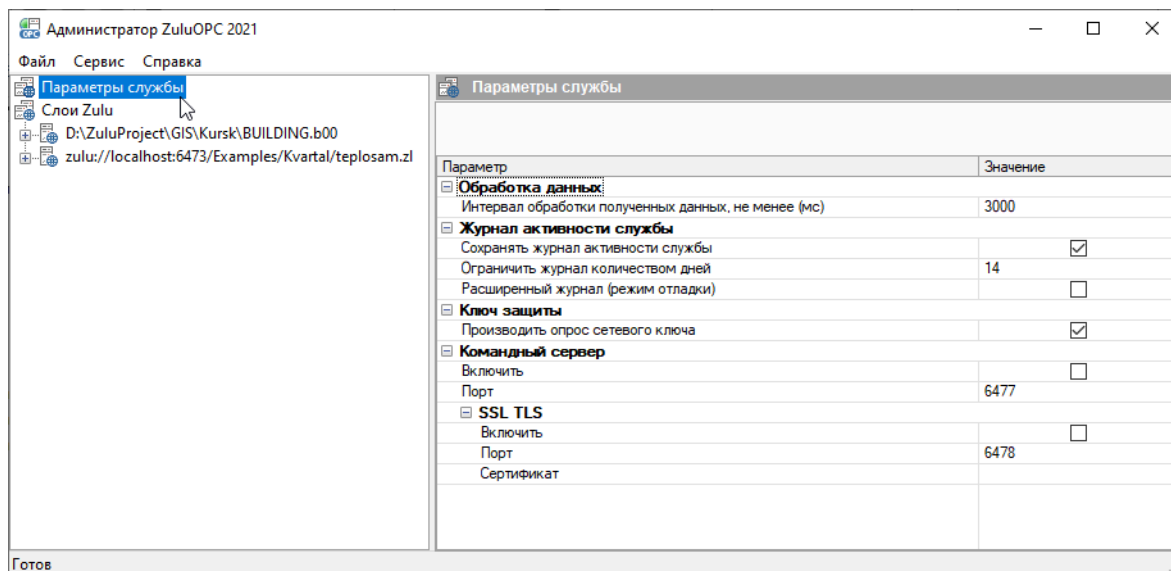 Администратор ZuluOPC 2021
Файл Сервис Справка
Параметры службы
Слои Zulu
D:\ZuluProject\GIS\Kursk\BUILDING.b00
zulu://localhost:6473/Examples/Kvartal/teplosam.zl
Параметры службы
Параметр Значение
Обработка данных
Интервал обработки полученных данных, не менее (мс) 3000
Журнал активности службы
Сохранять журнал активности службы
Ограничить журнал количеством дней 14
Расширенный журнал (режим отладки)
Ключ защиты
Производить опрос сетевого ключа
Командный сервер
Включить
Порт 6477
SSL TLS
Включить
Порт 6478
Сертификат
Готов